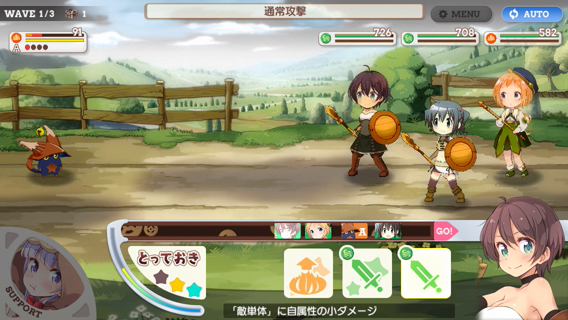 WAVE 1/3 1
通常攻撃
MENU
AUTO
91
A
726
708
582
A
GO!
とっておき
SUPPORT
「敵単体」に自属性の小ダメージ